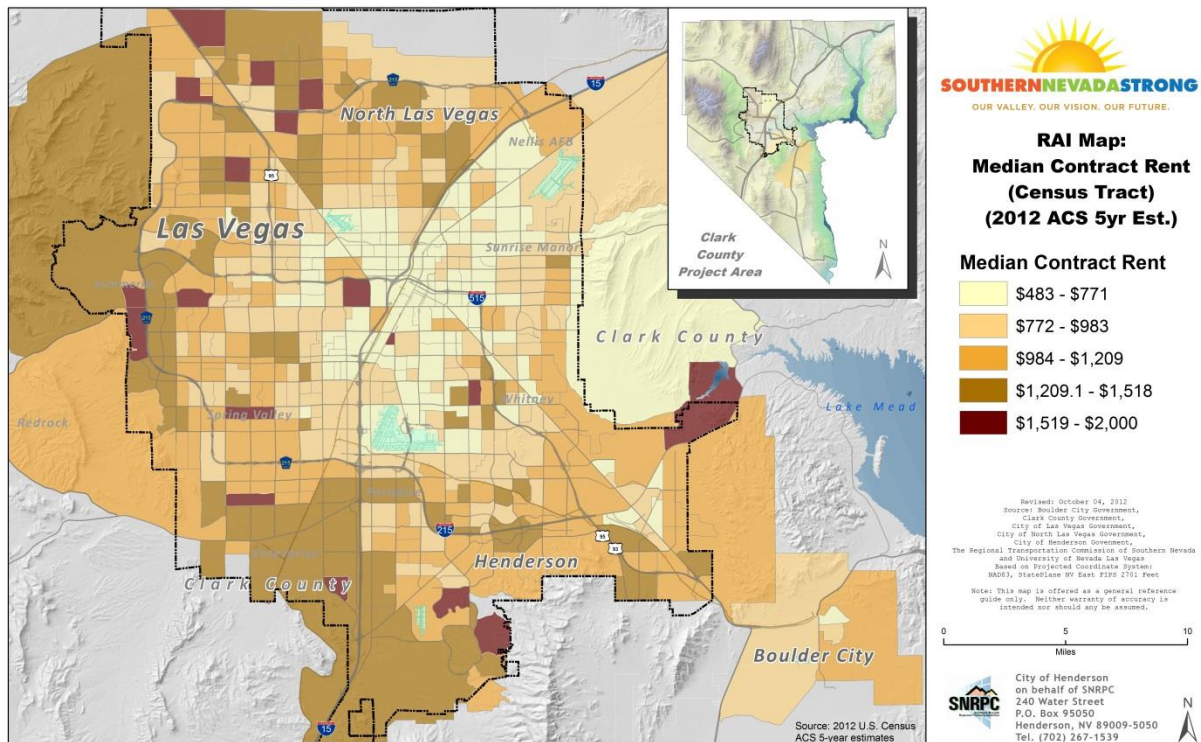 15
215
North Las Vegas
Nellis AFB
95
Las Vegas
Sunrise Manor
Summerlin
515
215
Clark County
Redrock
Spring Valley
Whitney
Lake Mead
215
Paradise
215
95
93
Enterprise
Clark County
Henderson
Boulder City
15
Source: 2012 U.S. Census
ACS 5-year estimates
Clark
County
Project Area
N
SOUTHERNNEVADASTRONG
OUR VALLEY. OUR VISION. OUR FUTURE.
RAI Map:
Median Contract Rent
(Census Tract)
(2012 ACS 5yr Est.)
Median Contract Rent
$483 - $771
$772 - $983
$984 - $1,209
$1,209.1 - $1,518
$1,519 - $2,000
Revised: October 04, 2012
Source: Boulder City Government,
Clark County Government,
City of Las Vegas Government,
City of North Las Vegas Government,
City of Henderson Govenment,
The Regional Transportation Commission of Southern Nevada
and University of Nevada Las Vegas
Based on Projected Coordinate System:
NAD83, StatePlane NV East FIPS 2701 Feet
Note: This map is offered as a general reference
guide only. Neither warranty of accuracy is
intended nor should any be assumed.
0 5 10
Miles
SNRPC
City of Henderson
on behalf of SNRPC
240 Water Street
P.O. Box 95050
Henderson, NV 89009-5050
Tel. (702) 267-1539
N